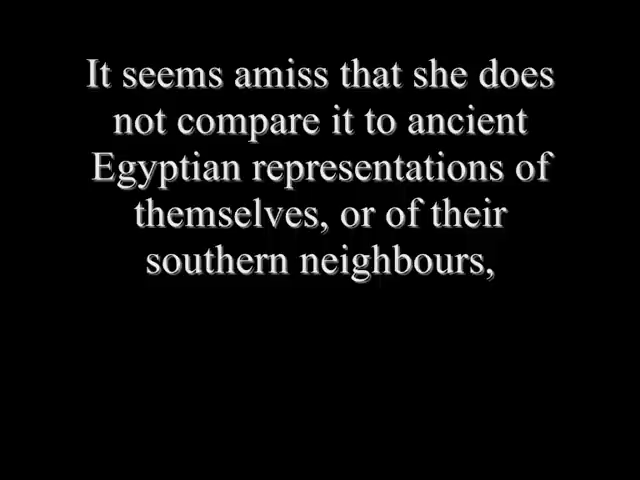 It seems amiss that she does
not compare it to ancient
Egyptian representations of
themselves, or of their
southern neighbours,